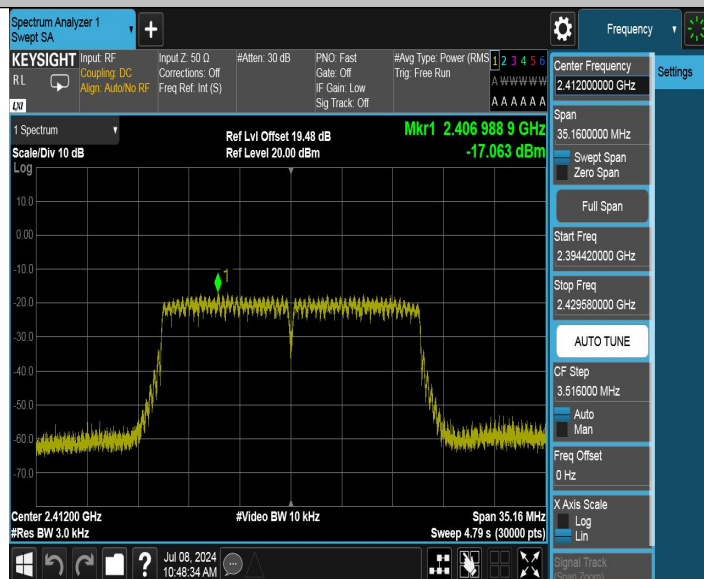 Spectrum Analyzer 1
Swept SA
+
Frequency
KEYSIGHT
RL
LXI
Input: RF
Coupling: DC
Align: Auto/No RF
Input Z: 50 Ω
Corrections: Off
Freq Ref: Int (S)
#Atten: 30 dB
PNO: Fast
Gate: Off
IF Gain: Low
Sig Track: Off
#Avg Type: Power (RMS
Trig: Free Run
1 2 3 4 5 6
A W W W W W
A A A A A A
1 Spectrum
Scale/Div 10 dB
Ref Lvl Offset 19.48 dB
Ref Level 20.00 dBm
Mkr1 2.406 988 9 GHz
-17.063 dBm
Log
10.0
0.00
-10.0
-20.0
-30.0
-40.0
-50.0
-60.0
-70.0
1
Center 2.41200 GHz
#Res BW 3.0 kHz
#Video BW 10 kHz
Span 35.16 MHz
Sweep 4.79 s (30000 pts)
Center Frequency
2.412000000 GHz
Settings
Span
35.1600000 MHz
Swept Span
Zero Span
Full Span
Start Freq
2.394420000 GHz
Stop Freq
2.429580000 GHz
AUTO TUNE
CF Step
3.516000 MHz
Auto
Man
Freq Offset
0 Hz
X Axis Scale
Log
Lin
Signal Track
(Span Zoom)
?
Jul 08, 2024
10:48:34 AM